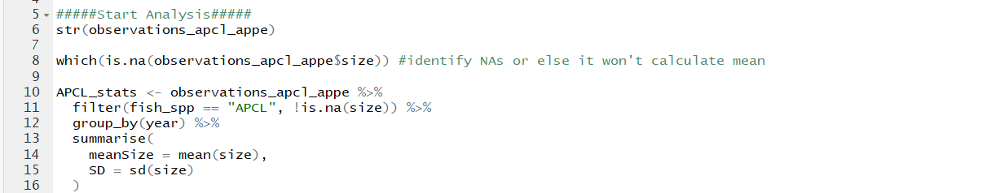 5 #####Start Analysis#####
6 str(observations_apcl_appe)
7
8 which(is.na(observations_apcl_appe$size)) #identify NAs or else it won't calculate mean
9
10 APCL_stats <- observations_apcl_appe %>%
11   filter(fish_spp == "APCL", !is.na(size)) %>%
12   group_by(year) %>%
13   summarise(
14     meanSize = mean(size),
15     SD = sd(size)
16   )